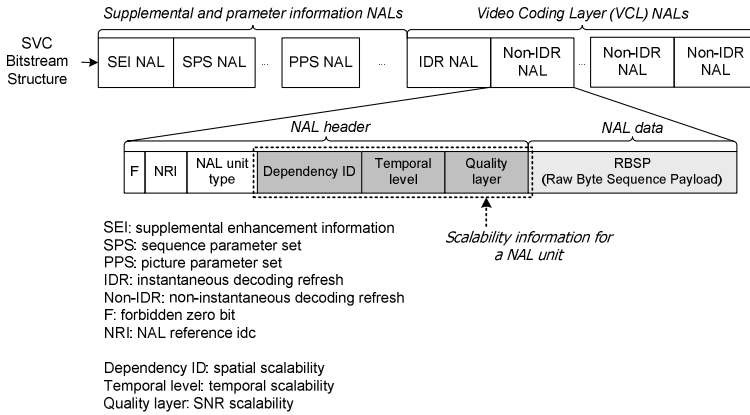 Supplemental and prameter information NALs
Video Coding Layer (VCL) NALs
SVC
Bitstream
Structure
SEI NAL
SPS NAL
...
PPS NAL
...
IDR NAL
Non-IDR
NAL
...
Non-IDR
NAL
Non-IDR
NAL
NAL header
NAL data
F
NRI
NAL unit
type
Dependency ID
Temporal
level
Quality
layer
RBSP
(Raw Byte Sequence Payload)
Scalability information for
a NAL unit
SEI: supplemental enhancement information
SPS: sequence parameter set
PPS: picture parameter set
IDR: instantaneous decoding refresh
Non-IDR: non-instantaneous decoding refresh
F: forbidden zero bit
NRI: NAL reference idc
Dependency ID: spatial scalability
Temporal level: temporal scalability
Quality layer: SNR scalability